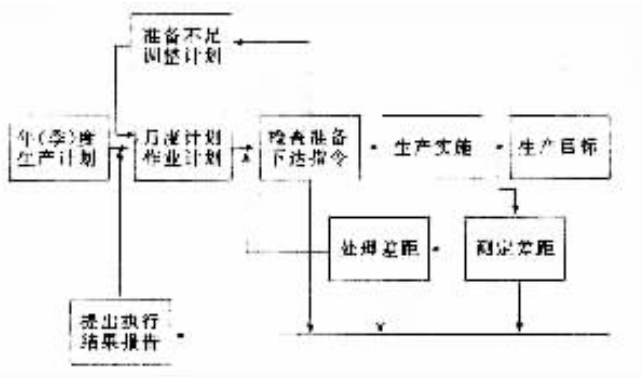 准备不足
调整计划
年(季)度
生产计划
月度计划
作业计划
检查准备
下达指令
生产实施
生产目标
处理差距
测定差距
提出执行
结果报告